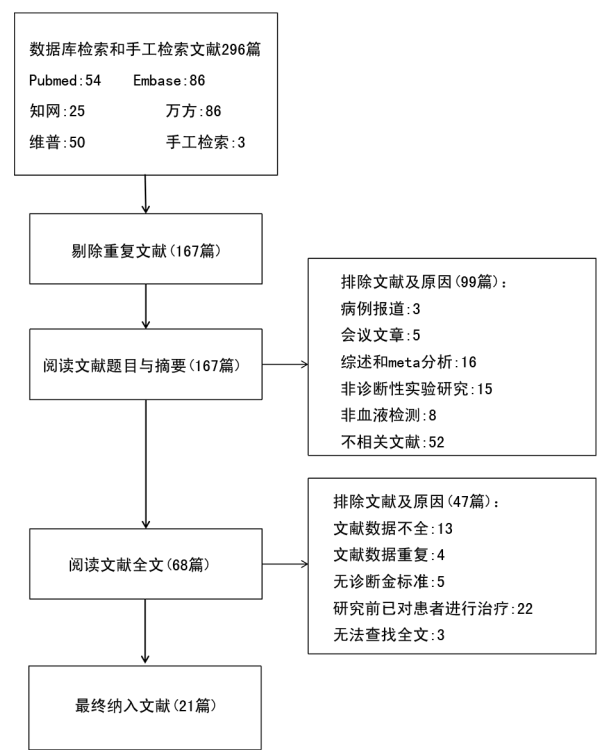 数据库检索和手工检索文献296篇
Pubmed:54 Embase:86
知网:25 万方:86
维普:50 手工检索:3
剔除重复文献(167篇)
阅读文献题目与摘要(167篇)
排除文献及原因(99篇):
病例报道:3
会议文章:5
综述和meta分析:16
非诊断性实验研究:15
非血液检测:8
不相关文献:52
阅读文献全文(68篇)
排除文献及原因(47篇):
文献数据不全:13
文献数据重复:4
无诊断金标准:5
研究前已对患者进行治疗:22
无法查找全文:3
最终纳入文献(21篇)